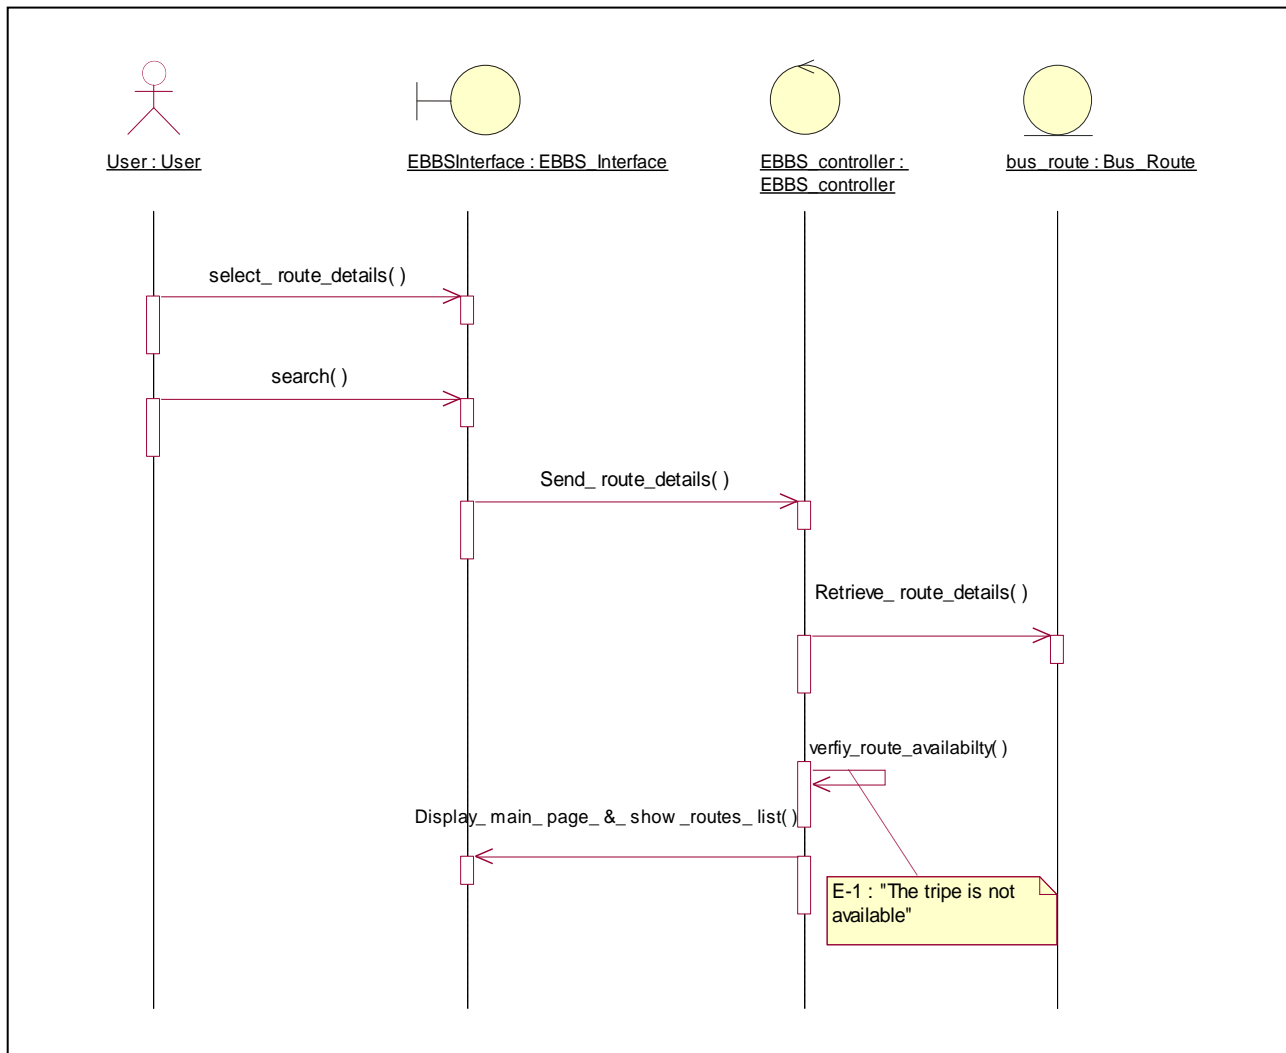 User : User
EBBSInterface : EBBS_Interface
EBBS_controller :
EBBS_controller
bus_route : Bus_Route
select_ route_details( )
search( )
Send_ route_details( )
Retrieve_ route_details( )
verfiy_route_availabilty( )
Display_ main_ page_ &_ show _routes_ list( )
E-1 : "The tripe is not
available"